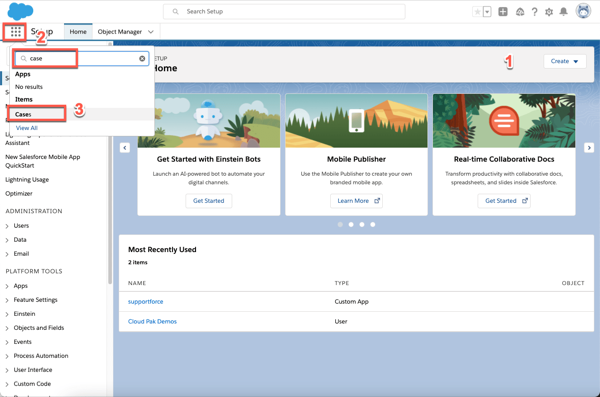 Search Setup
2
Setup
Home
Object Manager
case
Apps
No results
Items
Cases
3
View All
Assistant
New Salesforce Mobile App
QuickStart
Lightning Usage
Optimizer
ADMINISTRATION
Users
Data
Email
PLATFORM TOOLS
Apps
Feature Settings
Einstein
Objects and Fields
Events
Process Automation
User Interface
Custom Code
SETUP
Home
1
Create
Get Started with Einstein Bots
Launch an AI-powered bot to automate your
digital channels.
Get Started
Mobile Publisher
Use the Mobile Publisher to create your own
branded mobile app.
Learn More
Real-time Collaborative Docs
Transform productivity with collaborative docs,
spreadsheets, and slides inside Salesforce.
Get Started
Most Recently Used
2 items
NAME
TYPE
OBJECT
supportforce
Custom App
Cloud Pak Demos
User